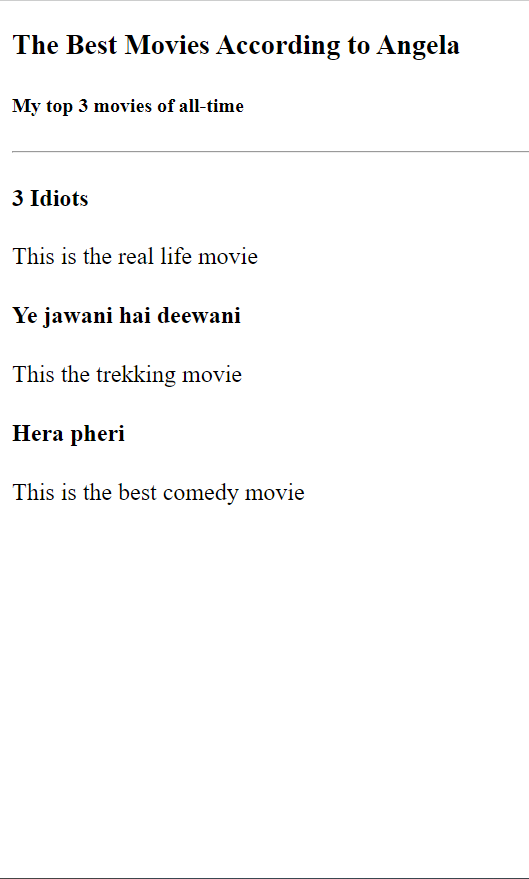 The Best Movies According to Angela
My top 3 movies of all-time
3 Idiots
This is the real life movie
Ye jawani hai deewani
This the trekking movie
Hera pheri
This is the best comedy movie